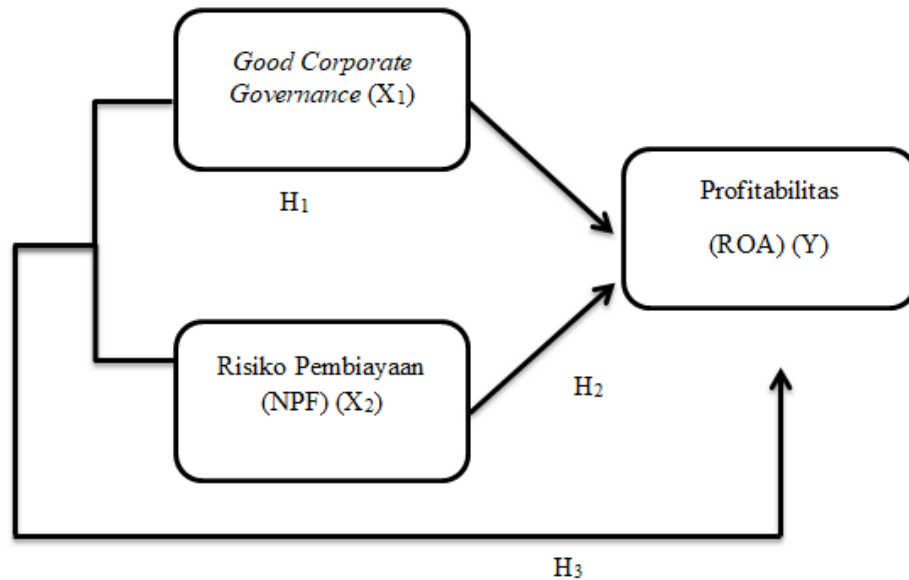 Good Corporate
Governance (X₁)
H₁
Profitabilitas
(ROA) (Y)
Risiko Pembiayaan
(NPF) (X₂)
H₂
H₃